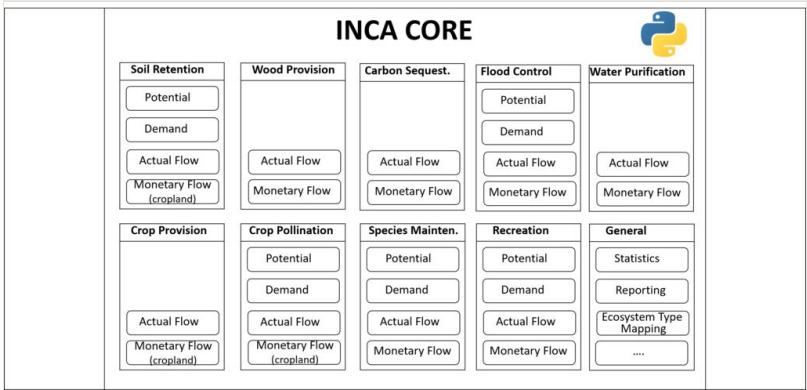 INCA CORE
Soil Retention
Potential
Demand
Actual Flow
Monetary Flow
(cropland)
Wood Provision
Actual Flow
Monetary Flow
Carbon Sequest.
Actual Flow
Monetary Flow
Flood Control
Potential
Demand
Actual Flow
Monetary Flow
Water Purification
Actual Flow
Monetary Flow
Crop Provision
Actual Flow
Monetary Flow
(cropland)
Crop Pollination
Potential
Demand
Actual Flow
Monetary Flow
(cropland)
Species Mainten.
Potential
Demand
Actual Flow
Monetary Flow
Recreation
Potential
Demand
Actual Flow
Monetary Flow
General
Statistics
Reporting
Ecosystem Type
Mapping
....